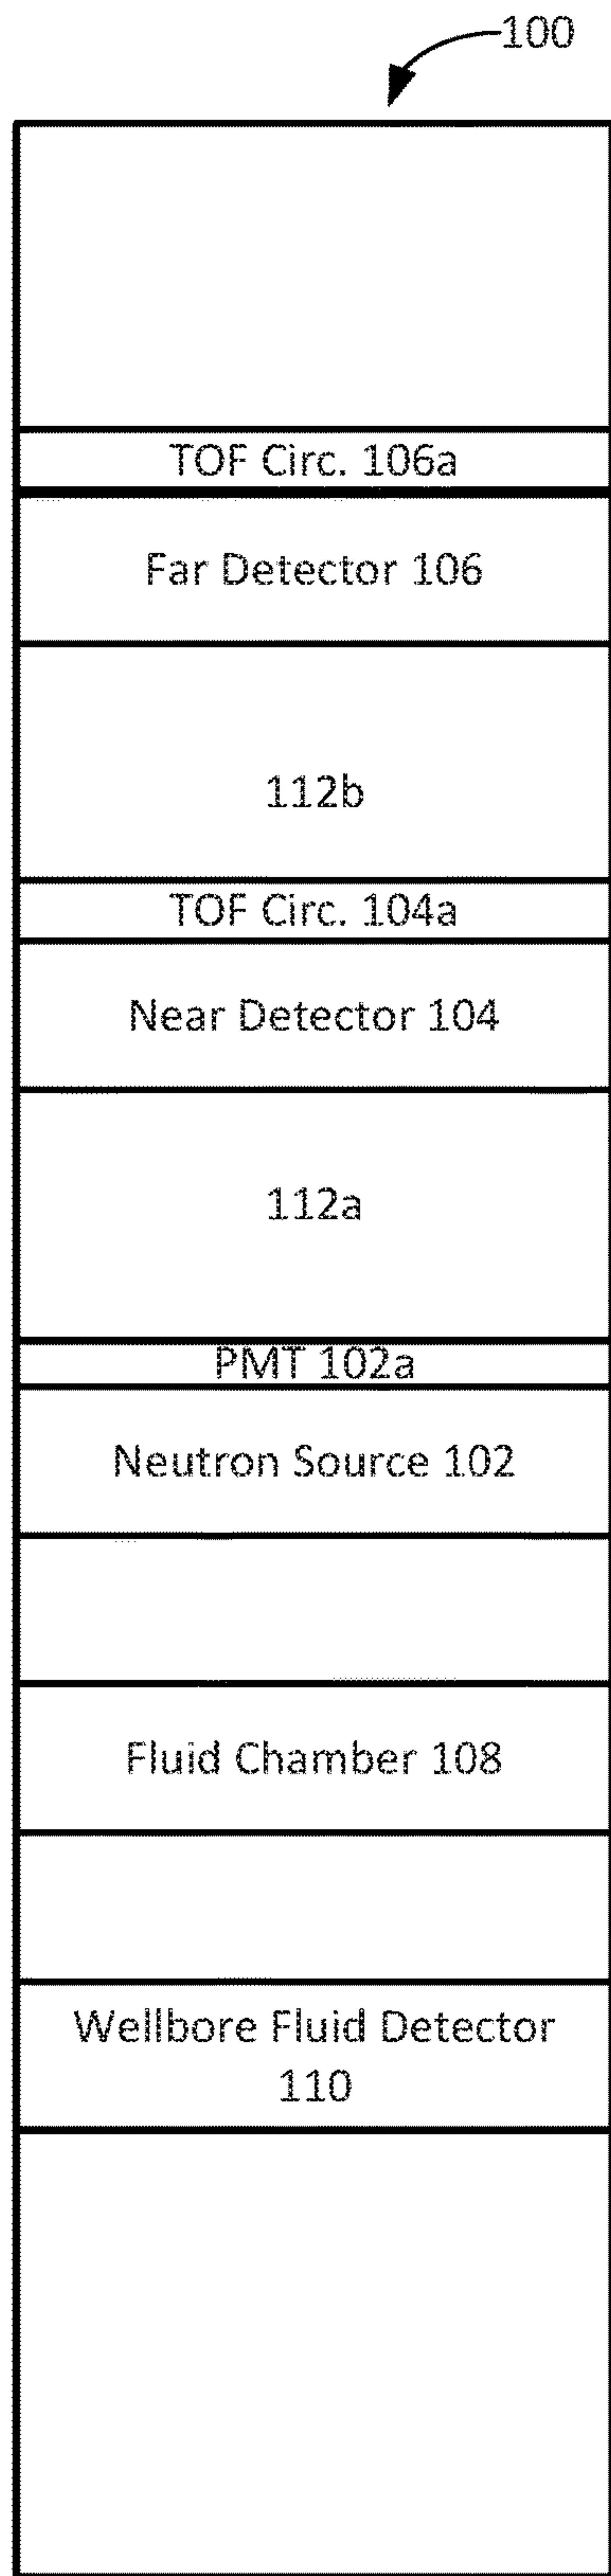 100
TOF Circ. 106a
Far Detector 106
112b
TOF Circ. 104a
Near Detector 104
112a
PMT 102a
Neutron Source 102
Fluid Chamber 108
Wellbore Fluid Detector
110